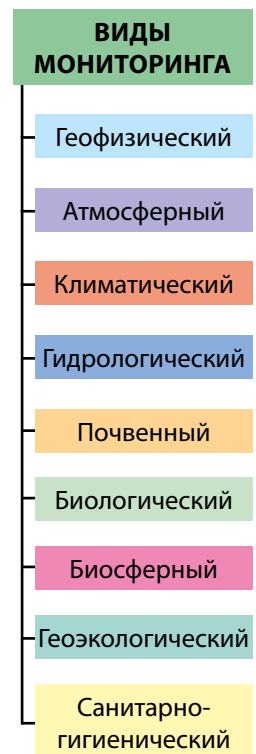 ВИДЫ
МОНИТОРИНГА
Геофизический
Атмосферный
Климатический
Гидрологический
Почвенный
Биологический
Биосферный
Геоэкологический
Санитарно-
гигиенический